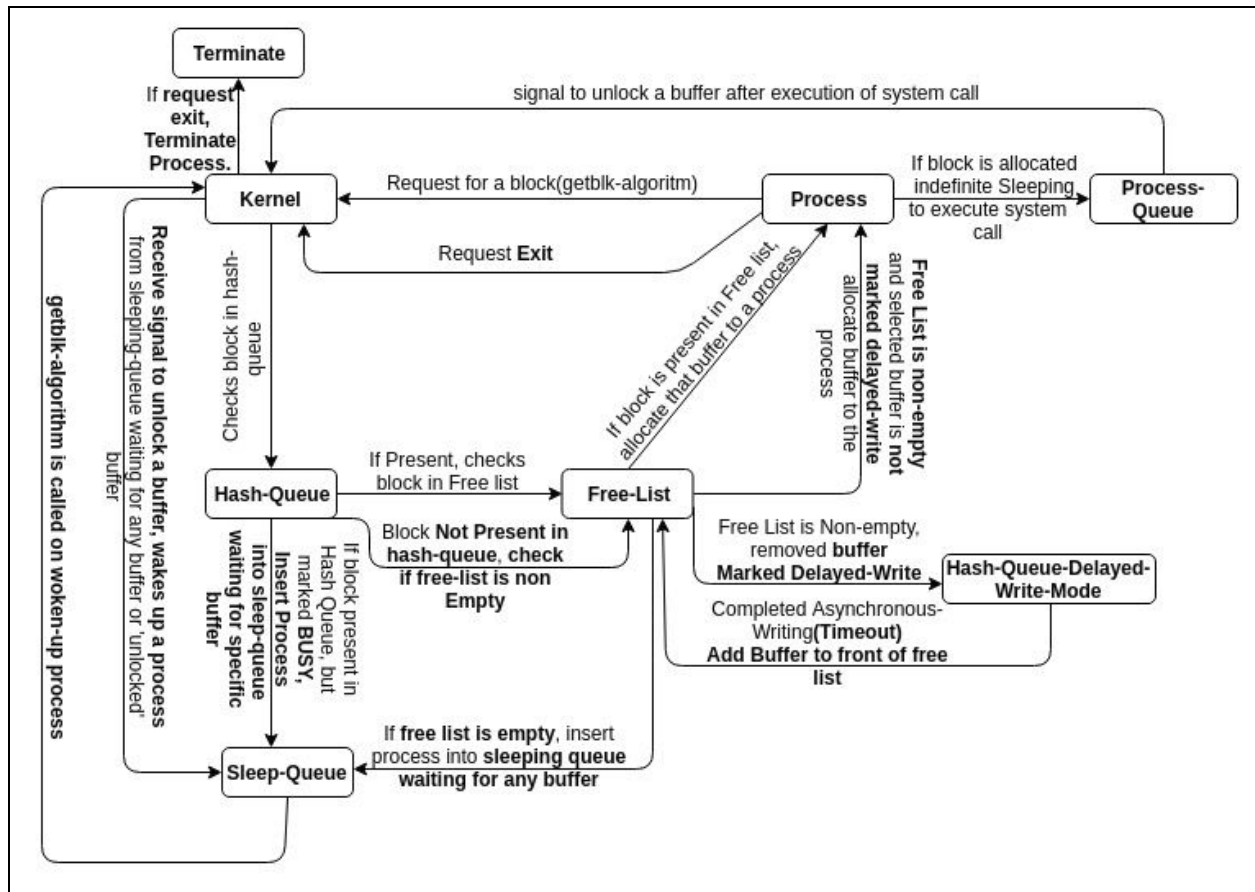 Terminate
If request
exit,
Terminate
Process.
signal to unlock a buffer after execution of system call
Kernel
Request for a block(getblk-algoritm)
Process
If block is allocated
indefinite Sleeping
to execute system
call
Process-
Queue
Request Exit
getblk-algorithm is called on woken-up process
Receive signal to unlock a buffer, wakes up a process
from sleeping-queue waiting for any buffer or 'unlocked'
buffer
Checks block in hash-
queue
If block is present in Free list,
allocate that buffer to a process
Free List is non-empty
and selected buffer is not
marked delayed-write
allocate buffer to the
process
Hash-Queue
If Present, checks
block in Free list
Free-List
Block Not Present in
hash-queue, check
if free-list is non
Empty
If block present in
Hash Queue, but
marked BUSY,
Insert Process
into sleep-queue
waiting for specific
buffer
Free List is Non-empty,
removed buffer
Marked Delayed-Write
Hash-Queue-Delayed-
Write-Mode
Completed Asynchronous-
Writing(Timeout)
Add Buffer to front of free
list
If free list is empty, insert
process into sleeping queue
waiting for any buffer
Sleep-Queue